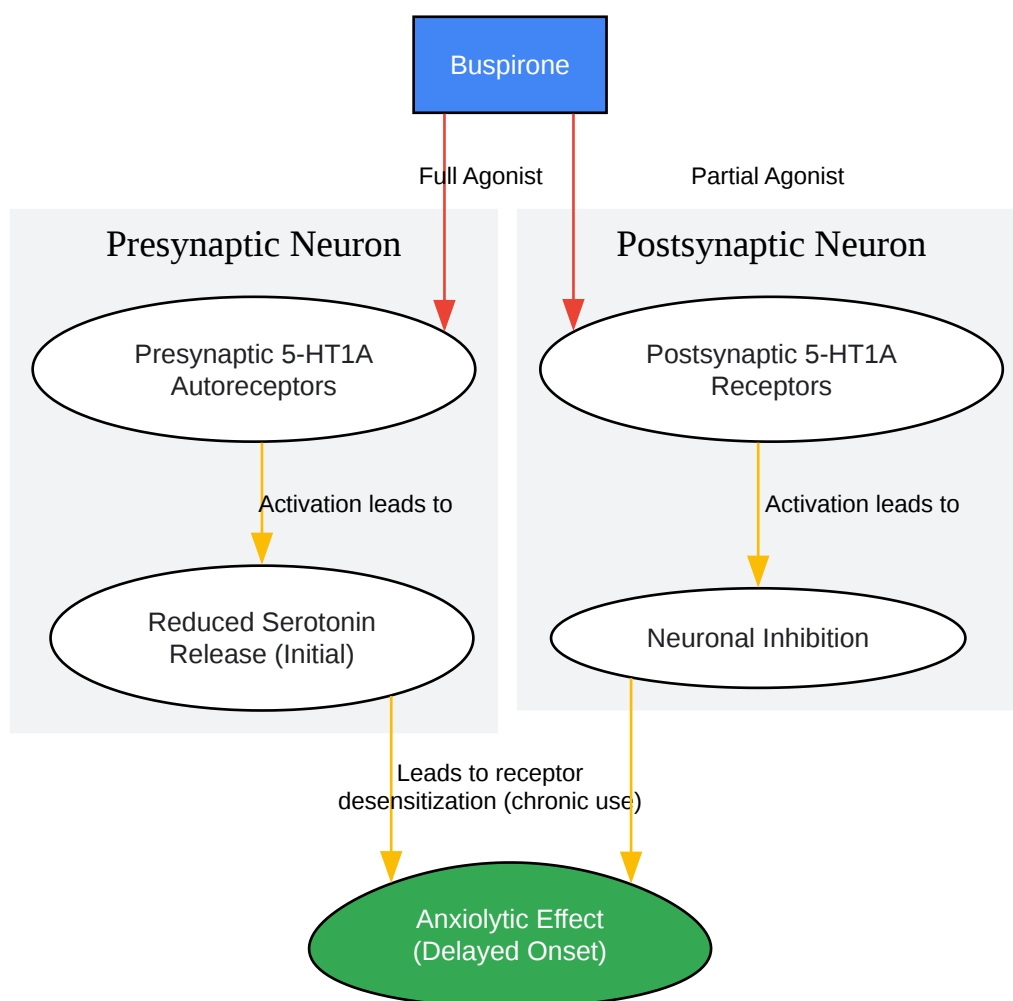 Buspirone
Full Agonist
Partial Agonist
Presynaptic Neuron
Postsynaptic Neuron
Presynaptic 5-HT1A
Autoreceptors
Postsynaptic 5-HT1A
Receptors
Activation leads to
Activation leads to
Reduced Serotonin
Release (Initial)
Neuronal Inhibition
Leads to receptor
desensitization (chronic use)
Anxiolytic Effect
(Delayed Onset)